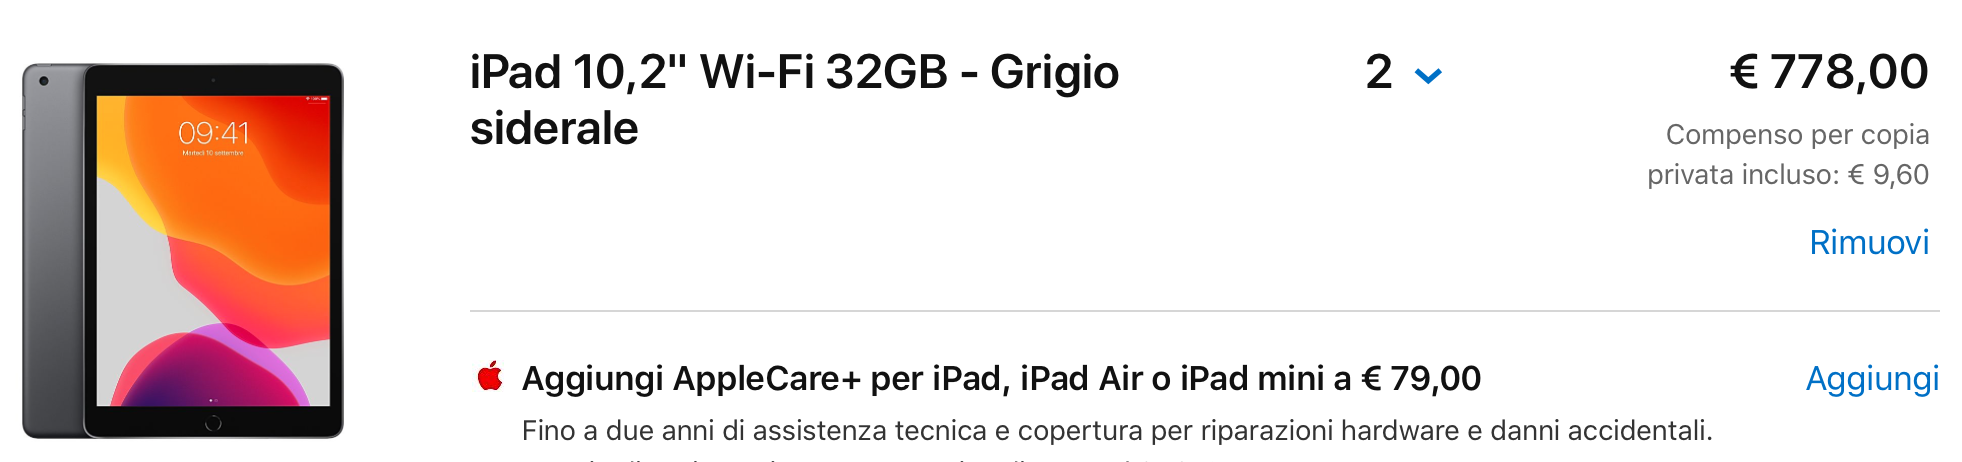 iPad 10,2" Wi-Fi 32GB - Grigio
siderale
2
€ 778,00
Compenso per copia
privata incluso: € 9,60
Rimuovi
09:41
Martedì 10 settembre
Aggiungi AppleCare+ per iPad, iPad Air o iPad mini a € 79,00
Aggiungi
Fino a due anni di assistenza tecnica e copertura per riparazioni hardware e danni accidentali.